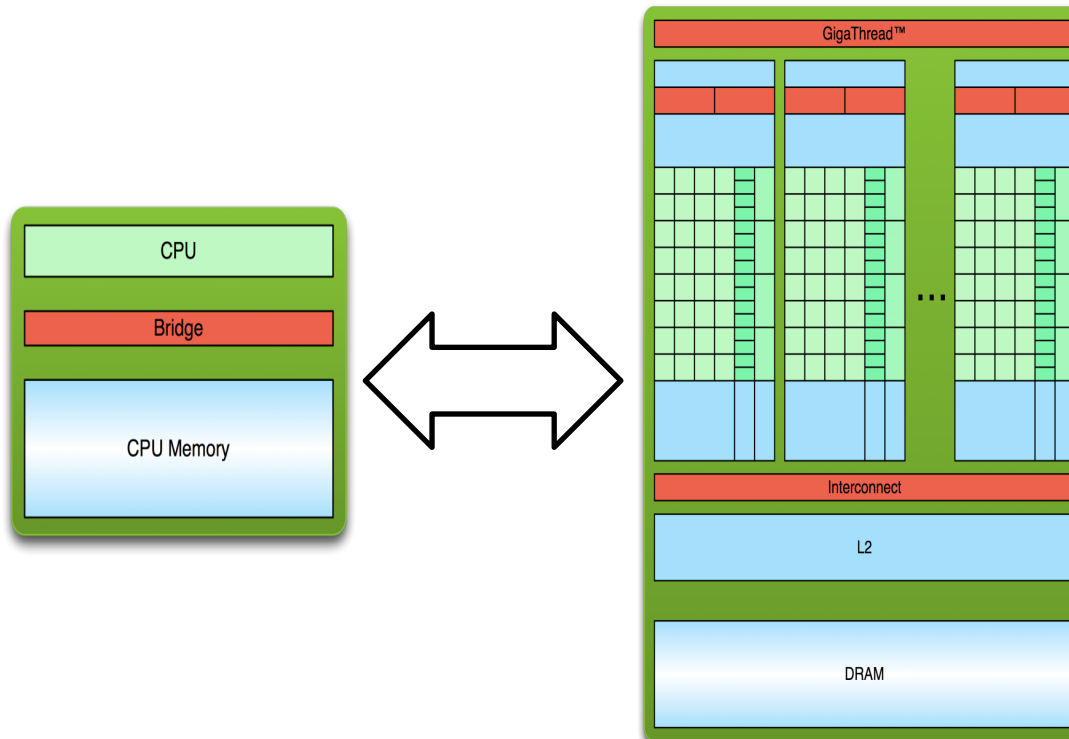 GigaThread™
CPU
Bridge
CPU Memory
...
Interconnect
L2
DRAM